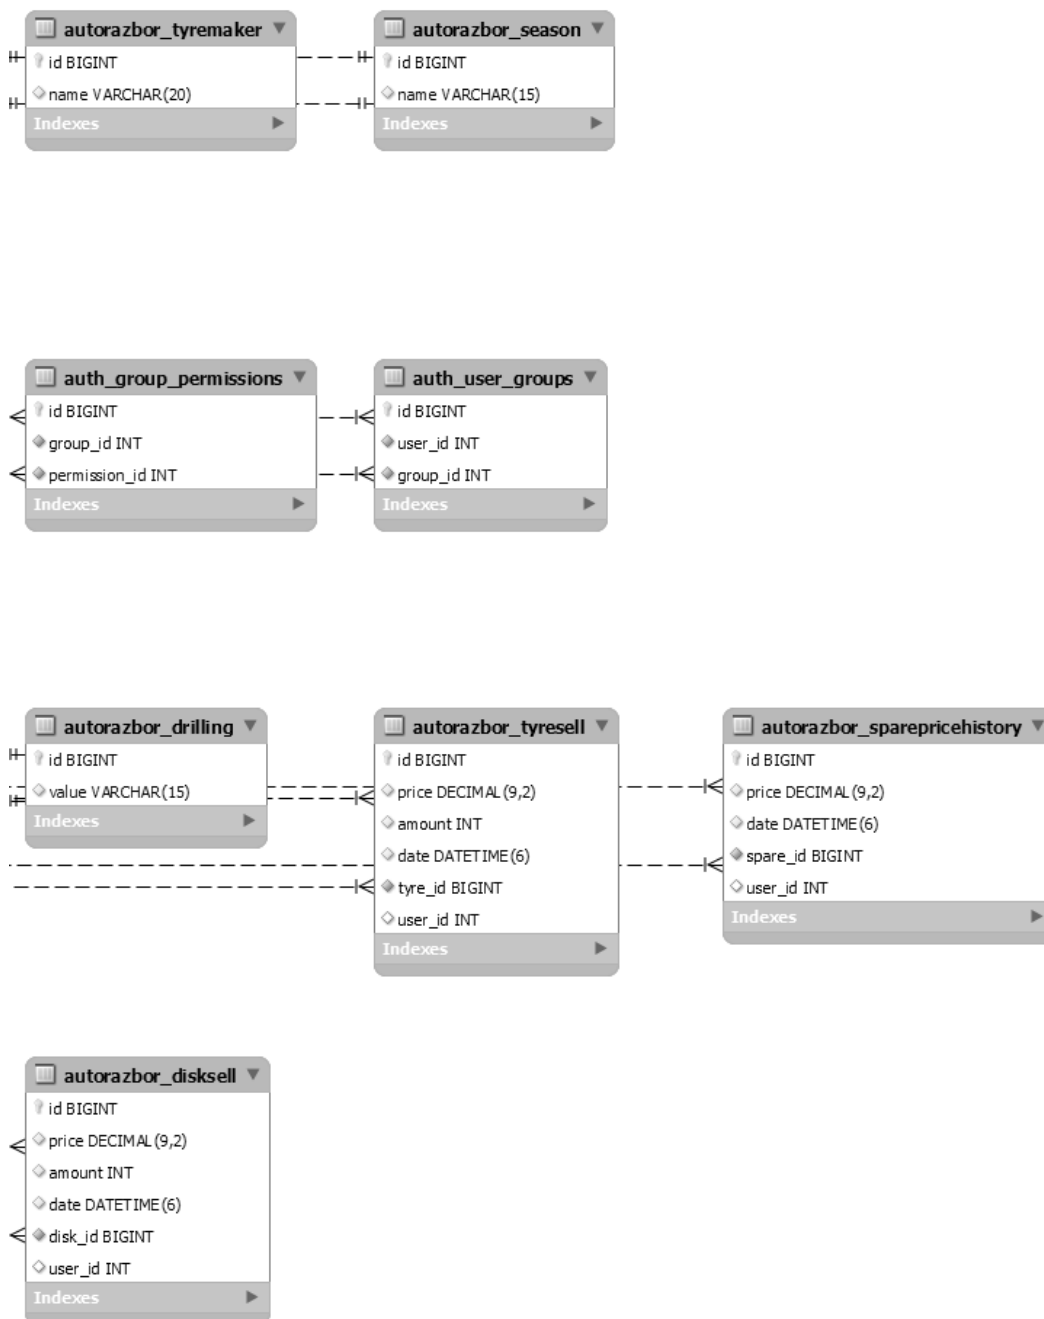 autorazbor_tyremaker
id BIGINT
name VARCHAR(20)
Indexes
autorazbor_season
id BIGINT
name VARCHAR(15)
Indexes
auth_group_permissions
id BIGINT
group_id INT
permission_id INT
Indexes
auth_user_groups
id BIGINT
user_id INT
group_id INT
Indexes
autorazbor_drilling
id BIGINT
value VARCHAR(15)
Indexes
autorazbor_tyresell
id BIGINT
price DECIMAL(9,2)
amount INT
date DATETIME(6)
tyre_id BIGINT
user_id INT
Indexes
autorazbor_sparepricehistory
id BIGINT
price DECIMAL(9,2)
date DATETIME(6)
spare_id BIGINT
user_id INT
Indexes
autorazbor_disksell
id BIGINT
price DECIMAL(9,2)
amount INT
date DATETIME(6)
disk_id BIGINT
user_id INT
Indexes